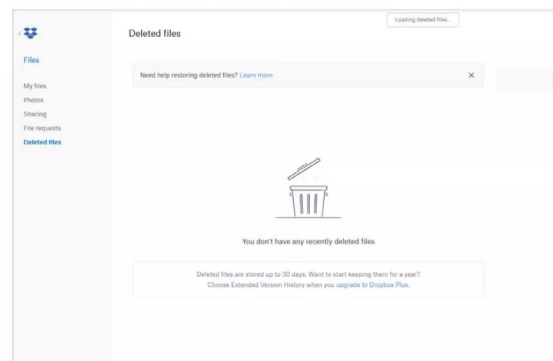 Loading deleted files...
Deleted files
Files
My files
Photos
Sharing
File requests
Deleted files
Need help restoring deleted files? Learn more
You don't have any recently deleted files
Deleted files are stored up to 30 days. Want to start keeping them for a year?
Choose Extended Version History when you upgrade to Dropbox Plus.